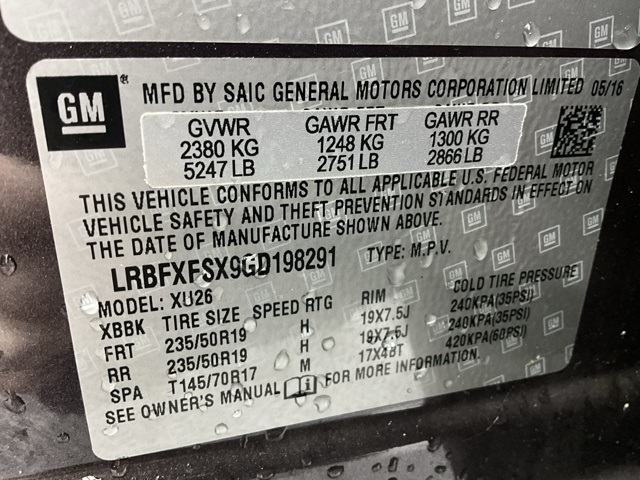 GM
GM MFD BY SAIC GENERAL MOTORS CORPORATION LIMITED 05/16
GVWR GAWR FRT GAWR RR
2380 KG 1248 KG 1300 KG
5247 LB 2751 LB 2866 LB
THIS VEHICLE CONFORMS TO ALL APPLICABLE U.S. FEDERAL MOTOR
VEHICLE SAFETY AND THEFT PREVENTION STANDARDS IN EFFECT ON
THE DATE OF MANUFACTURE SHOWN ABOVE.
LRBFXFSX9GD198291 TYPE: M.P.V.
MODEL: XU26
XBBK TIRE SIZE SPEED RTG RIM COLD TIRE PRESSURE
FRT 235/50R19 H 19X7.5J 240KPA(35PSI)
RR 235/50R19 H 19X7.5J 240KPA(35PSI)
SPA T145/70R17 M 17X4BT 420KPA(60PSI)
SEE OWNER'S MANUAL FOR MORE INFORMATION.